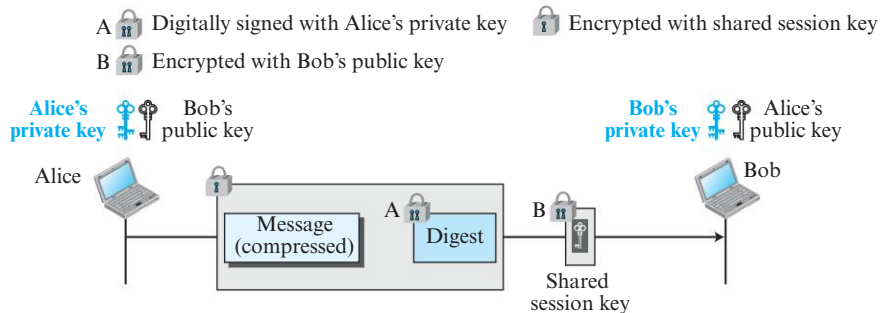 A Digitally signed with Alice's private key
Encrypted with shared session key
B Encrypted with Bob's public key
Alice's
private key
Bob's
public key
Bob's
private key
Alice's
public key
Alice
Bob
Message
(compressed)
A
Digest
B
Shared
session key